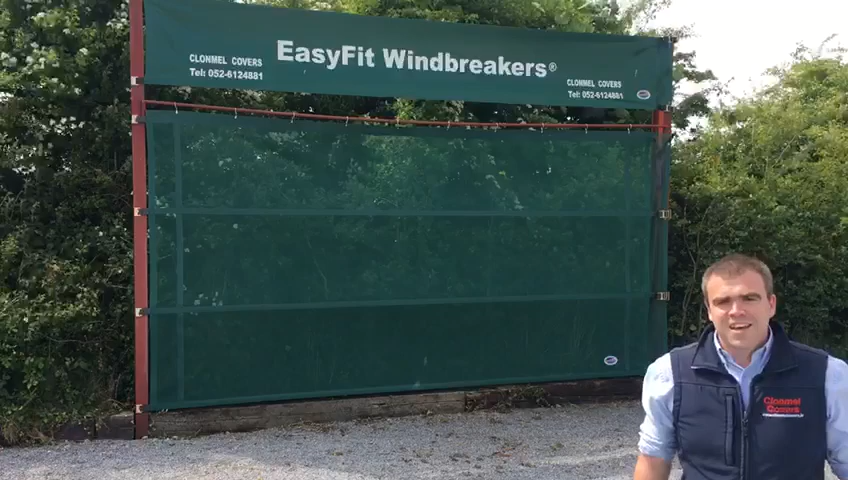 EasyFit Windbreakers®
CLONMEL COVERS
Tel: 052-6124881
CLONMEL COVERS
Tel: 052-6124881
Clonmel
Covers